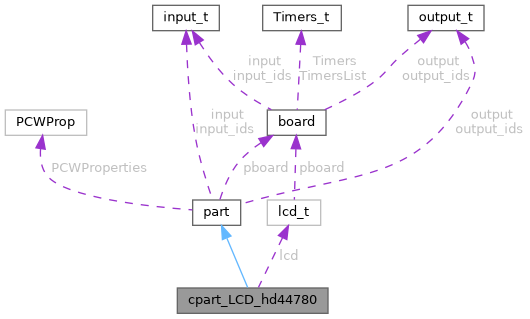 input_t
Timers_t
output_t
input
input_ids
Timers
TimersList
output
output_ids
PCWProp
input
input_ids
board
output
output_ids
PCWProperties
pboard
pboard
part
lcd_t
lcd
cpart_LCD_hd44780